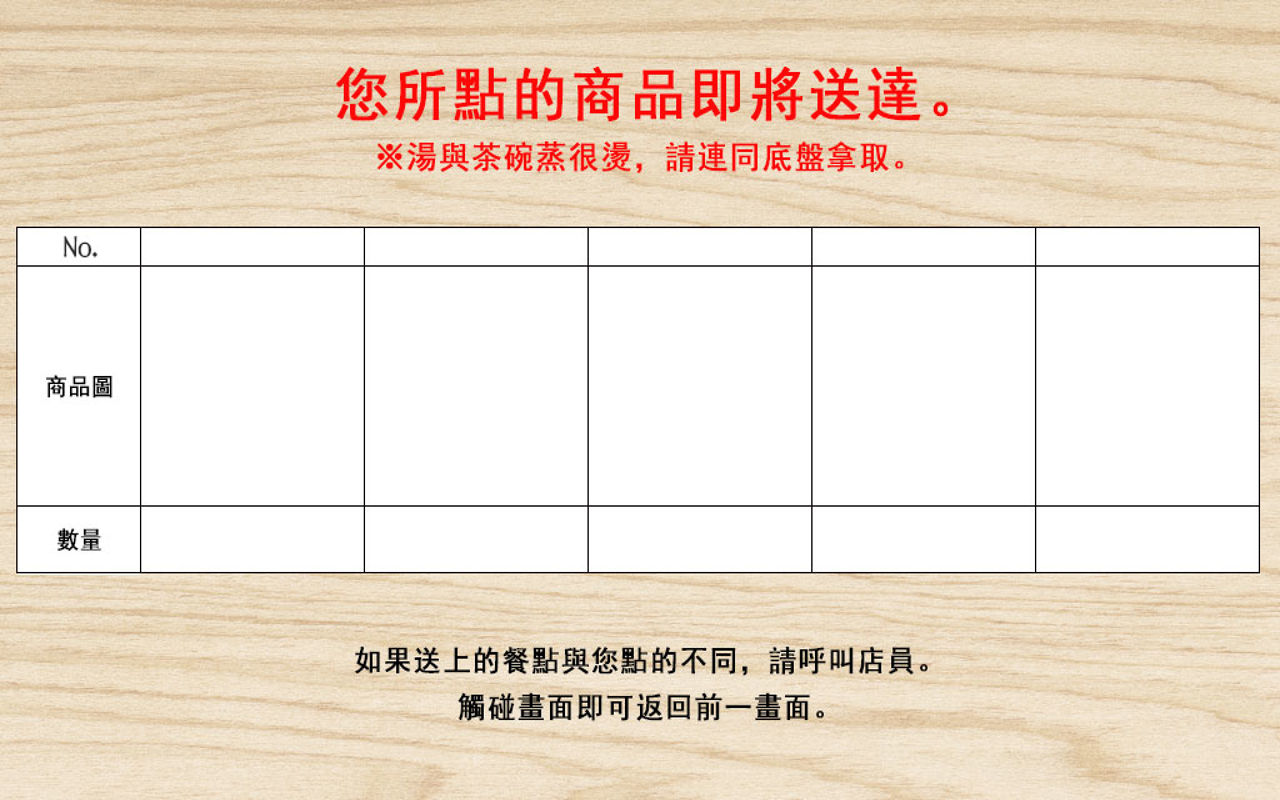 您所點的商品即將送達。
※湯與茶碗蒸很燙，請連同底盤拿取。
No.
商品圖
數量
如果送上的餐點與您點的不同，請呼叫店員。
觸碰畫面即可返回前一畫面。